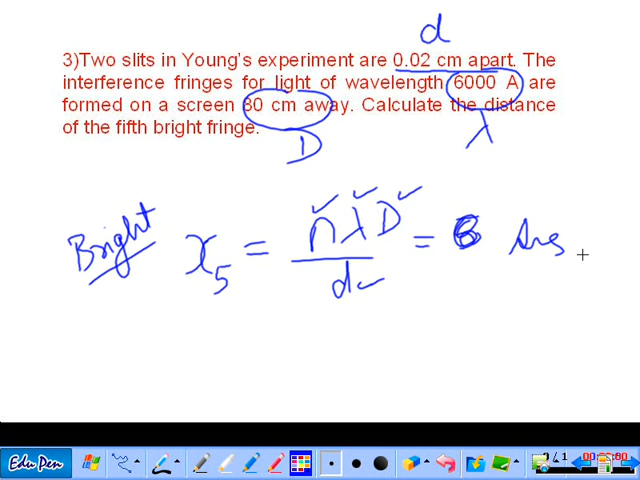 d
3)Two slits in Young's experiment are 0.02 cm apart. The
interference fringes for light of wavelength 6000 A are
formed on a screen 80 cm away. Calculate the distance
of the fifth bright fringe.
D λ
Bright x₅ = nλD / d = Ans
Edu Pen
/ 1